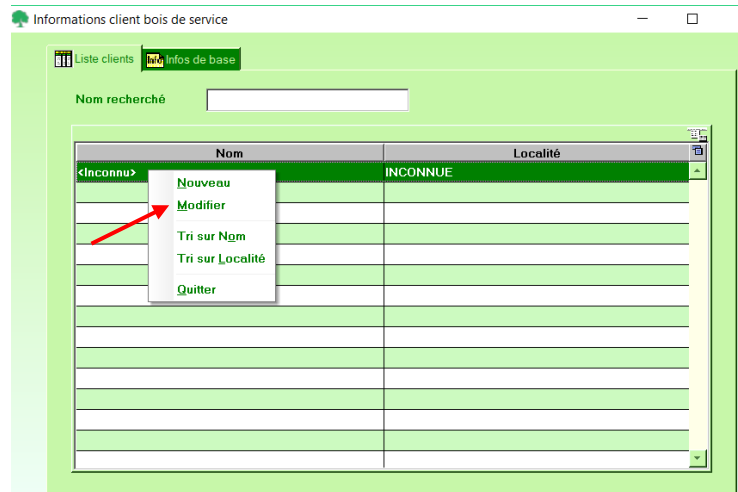 Informations client bois de service
Liste clients
Info Infos de base
Nom recherché
Nom Localité
<Inconnu> INCONNUE
Nouveau
Modifier
Tri sur Nom
Tri sur Localité
Quitter